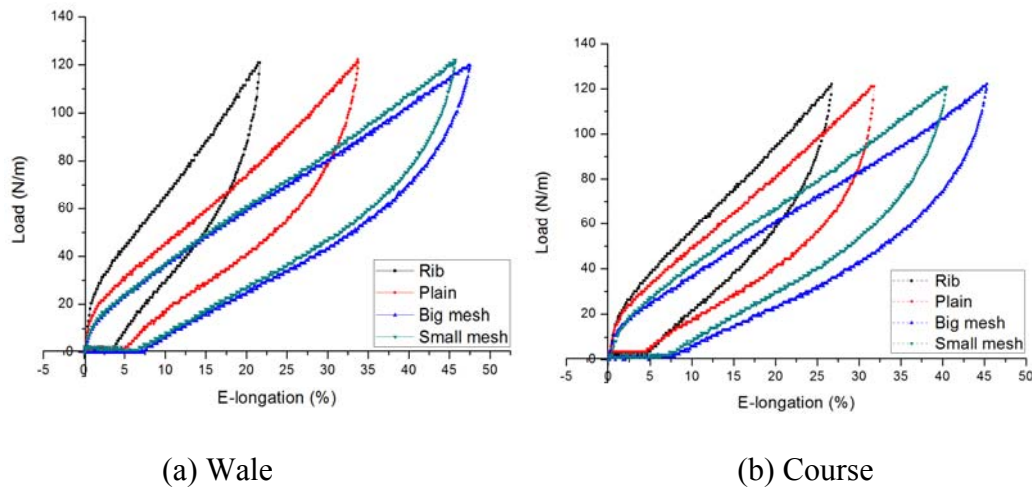 140
120
100
80
60
40
20
0
Load (N/m)
-5 0 5 10 15 20 25 30 35 40 45 50
E-longation (%)
Rib
Plain
Big mesh
Small mesh
(a) Wale
140
120
100
80
60
40
20
0
Load (N/m)
-5 0 5 10 15 20 25 30 35 40 45 50
E-longation (%)
Rib
Plain
Big mesh
Small mesh
(b) Course